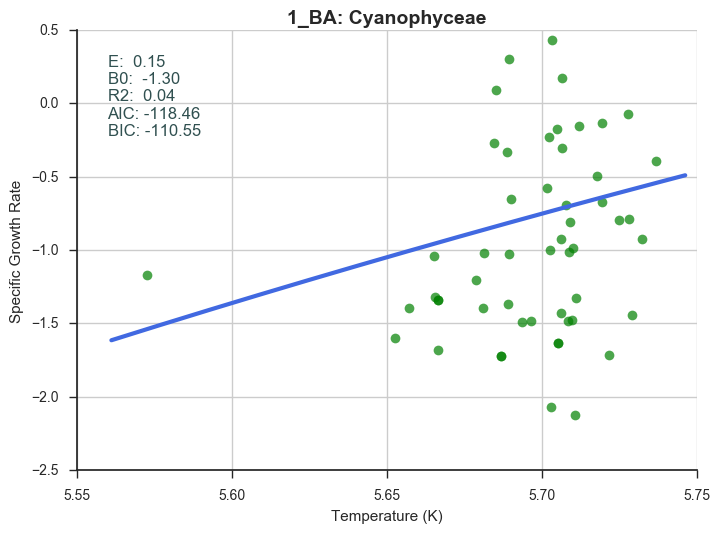 1_BA: Cyanophyceae
E:  0.15
B0:  -1.30
R2:  0.04
AIC: -118.46
BIC: -110.55
0.5
0.0
−0.5
−1.0
−1.5
−2.0
−2.5
Specific Growth Rate
5.55 5.60 5.65 5.70 5.75
Temperature (K)